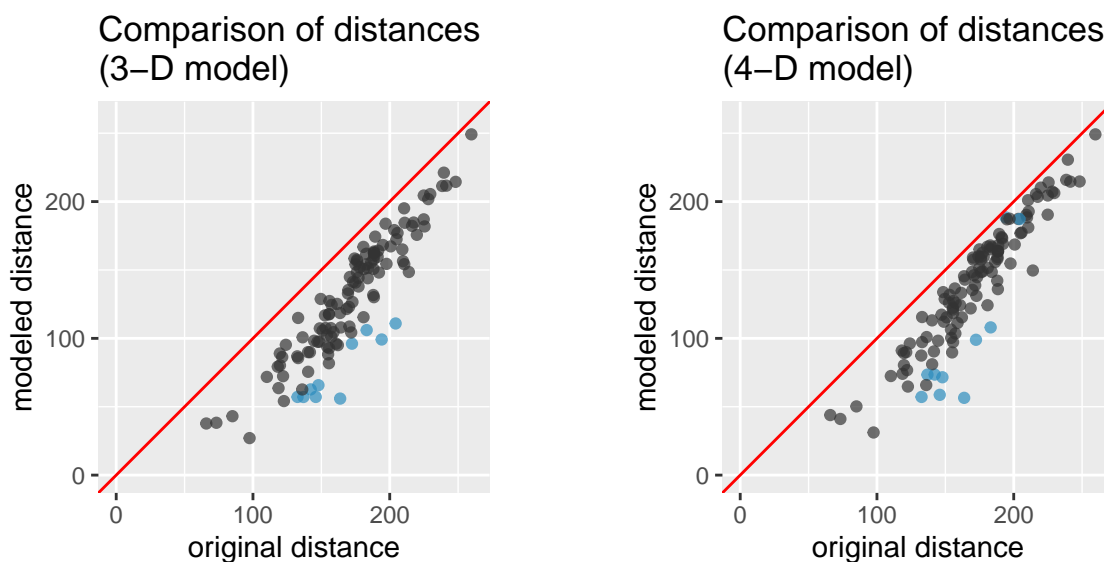 Comparison of distances
(3−D model)
modeled distance
200
100
0
0 100 200
original distance
Comparison of distances
(4−D model)
modeled distance
200
100
0
0 100 200
original distance